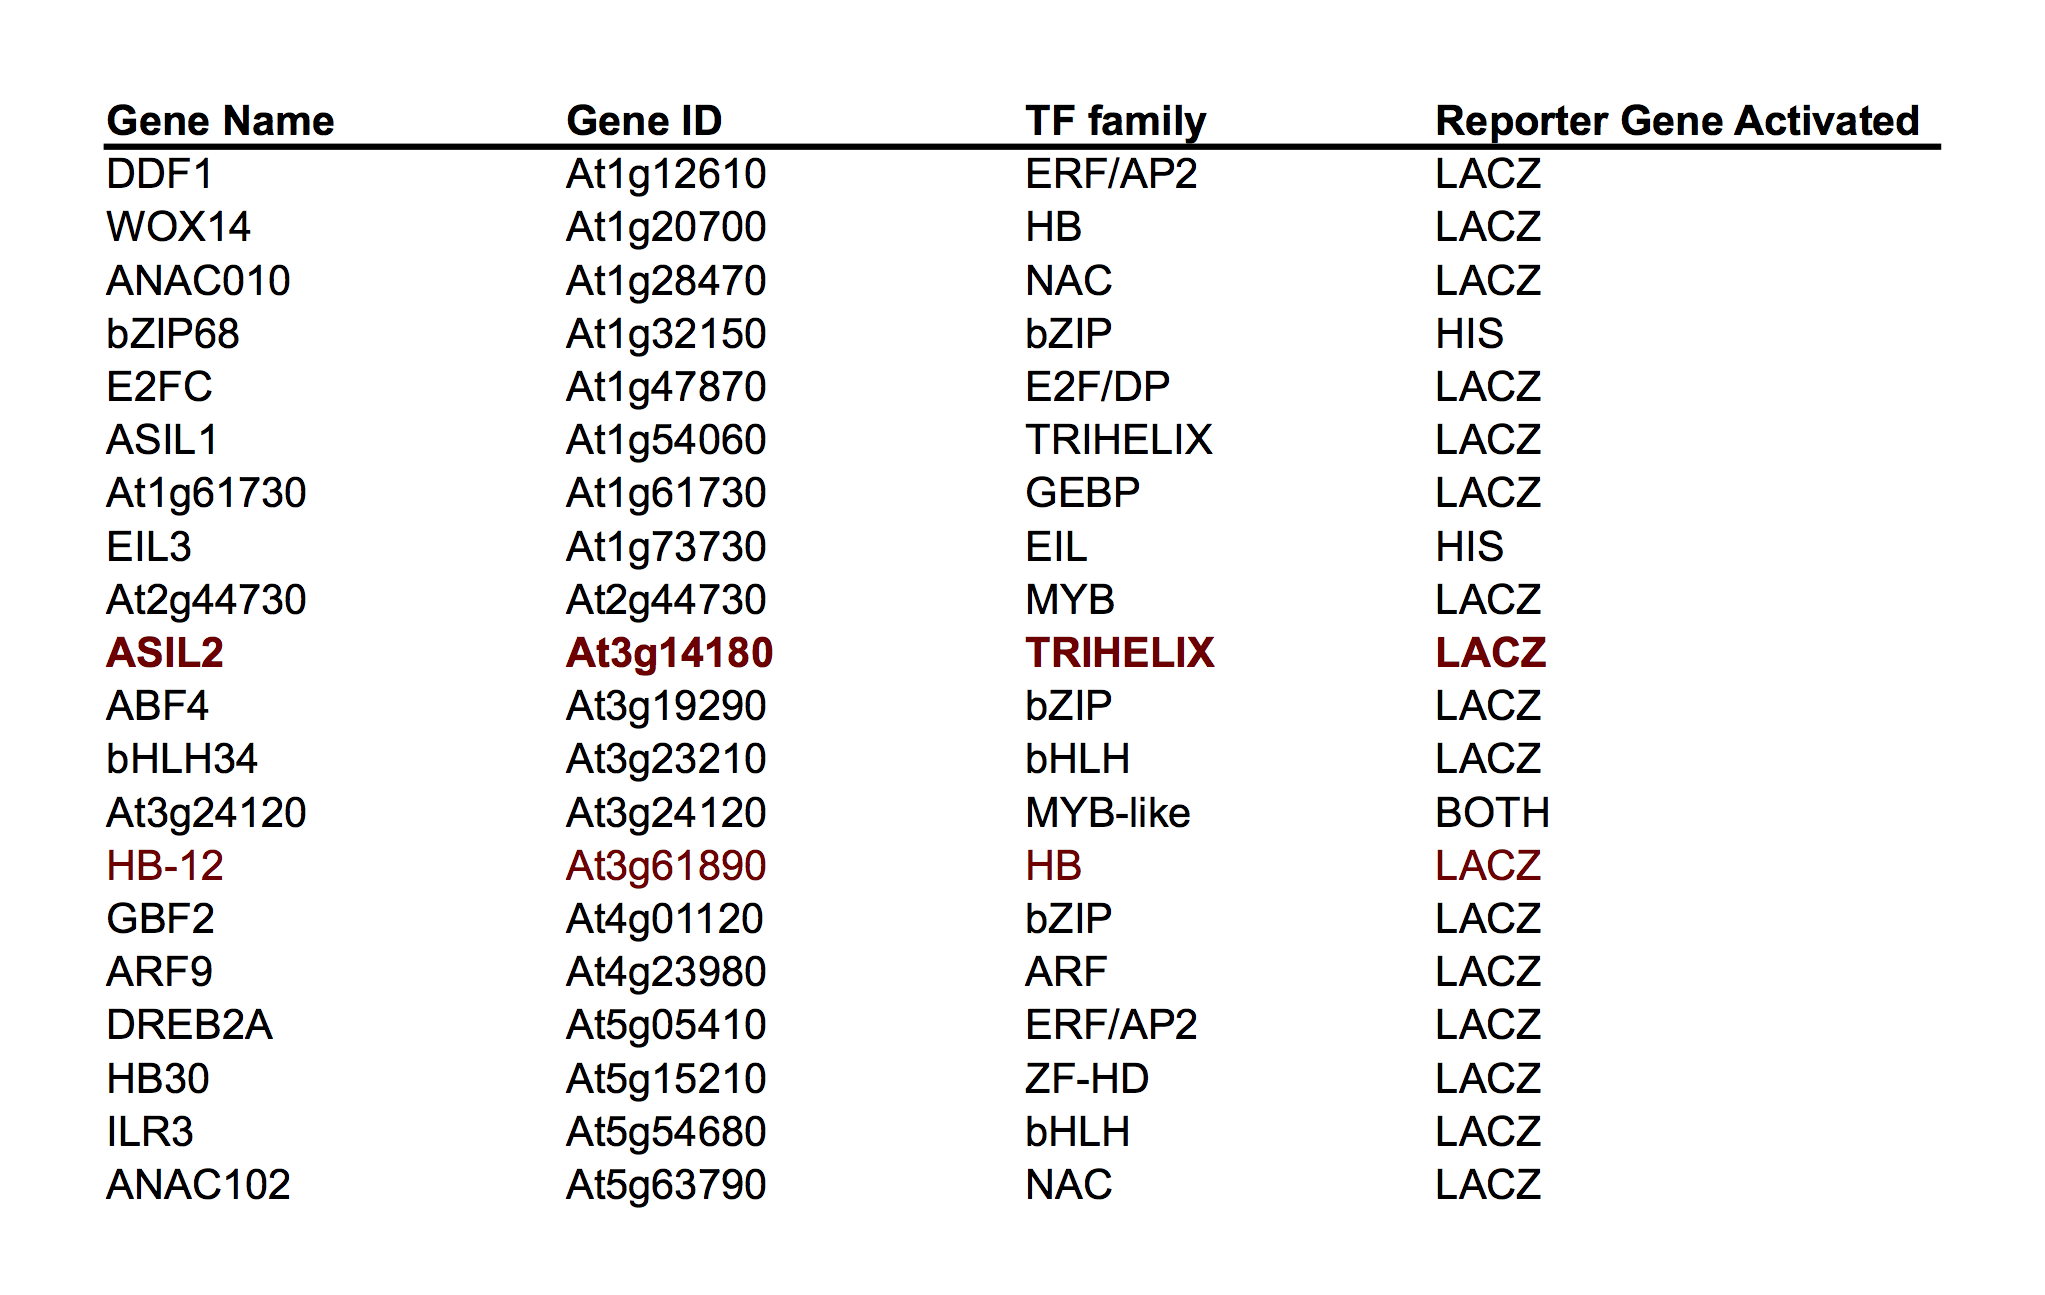 Gene Name Gene ID TF family Reporter Gene Activated
DDF1 At1g12610 ERF/AP2 LACZ
WOX14 At1g20700 HB LACZ
ANAC010 At1g28470 NAC LACZ
bZIP68 At1g32150 bZIP HIS
E2FC At1g47870 E2F/DP LACZ
ASIL1 At1g54060 TRIHELIX LACZ
At1g61730 At1g61730 GEBP LACZ
EIL3 At1g73730 EIL HIS
At2g44730 At2g44730 MYB LACZ
ASIL2 At3g14180 TRIHELIX LACZ
ABF4 At3g19290 bZIP LACZ
bHLH34 At3g23210 bHLH LACZ
At3g24120 At3g24120 MYB-like BOTH
HB-12 At3g61890 HB LACZ
GBF2 At4g01120 bZIP LACZ
ARF9 At4g23980 ARF LACZ
DREB2A At5g05410 ERF/AP2 LACZ
HB30 At5g15210 ZF-HD LACZ
ILR3 At5g54680 bHLH LACZ
ANAC102 At5g63790 NAC LACZ